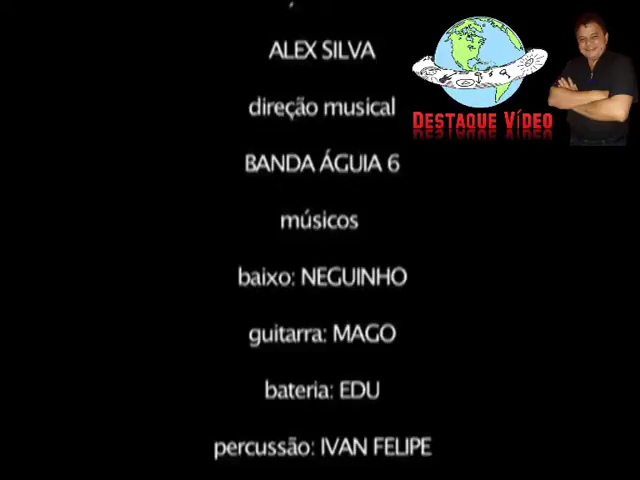 ALEX SILVA
direção musical
DESTAQUE VÍDEO
BANDA ÁGUIA 6
músicos
baixo: NEGUINHO
guitarra: MAGO
bateria: EDU
percussão: IVAN FELIPE